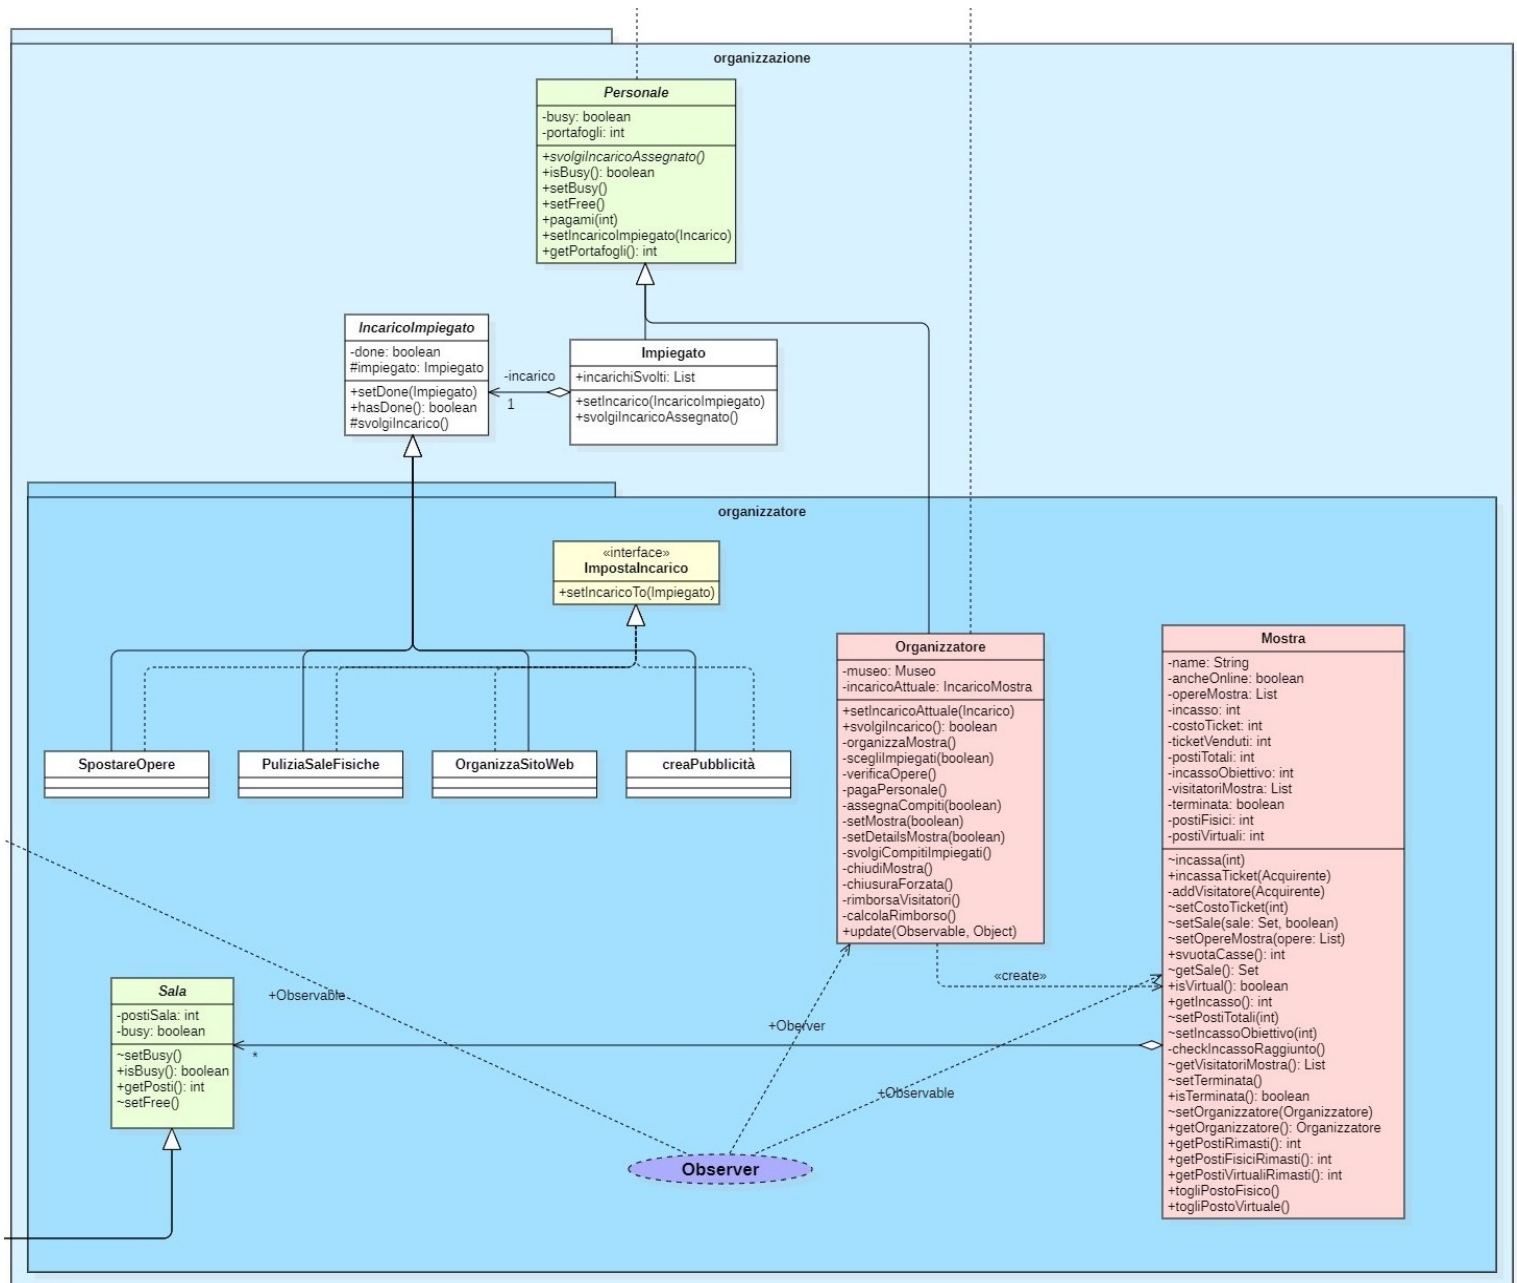 organizzazione
Personale
-busy: boolean
-portafogli: int
+svolgiIncaricoAssegnato()
+isBusy(): boolean
+setBusy()
+setFree()
+pagami(int)
+setIncaricoImpiegato(Incarico)
+getPortafogli(): int
IncaricoImpiegato
-done: boolean
#impiegato: Impiegato
+setDone(Impiegato)
+hasDone(): boolean
#svolgiIncarico()
-incarico
1
Impiegato
+incarichiSvolti: List
+setIncarico(IncaricoImpiegato)
+svolgiIncaricoAssegnato()
organizzatore
«interface»
ImpostaIncarico
+setIncaricoTo(Impiegato)
SpostareOpere
PuliziaSaleFisiche
OrganizzaSitoWeb
creaPubblicità
Organizzatore
-museo: Museo
-incaricoAttuale: IncaricoMostra
+setIncaricoAttuale(Incarico)
+svolgiIncarico(): boolean
-organizzaMostra()
-scegliImpiegati(boolean)
-verificaOpere()
-pagaPersonale()
-assegnaCompiti(boolean)
-setMostra(boolean)
-setDetailsMostra(boolean)
-svolgiCompitiImpiegati()
-chiudiMostra()
-chiusuraForzata()
-rimborsaVisitatori()
-calcolaRimborso()
+update(Observable, Object)
Mostra
-name: String
-ancheOnline: boolean
-opereMostra: List
-incasso: int
-costoTicket: int
-ticketVenduti: int
-postiTotali: int
-incassoObiettivo: int
-visitatoriMostra: List
-terminata: boolean
-postiFisici: int
-postiVirtuali: int
~incassa(int)
+incassaTicket(Acquirente)
-addVisitatore(Acquirente)
~setCostoTicket(int)
~setSale(sale: Set, boolean)
~setOpereMostra(opere: List)
+svuotaCasse(): int
~getSale(): Set
+isVirtual(): boolean
+getIncasso(): int
~setPostiTotali(int)
~setIncassoObiettivo(int)
-checkIncassoRaggiunto()
~getVisitatoriMostra(): List
~setTerminata()
+isTerminata(): boolean
~setOrganizzatore(Organizzatore)
+getOrganizzatore(): Organizzatore
+getPostiRimasti(): int
+getPostiFisiciRimasti(): int
+getPostiVirtualiRimasti(): int
+togliPostoFisico()
+togliPostoVirtuale()
«create»
Sala
-postiSala: int
-busy: boolean
~setBusy()
+isBusy(): boolean
+getPosti(): int
~setFree()
*
+Observable
+Oberver
+Observable
Observer